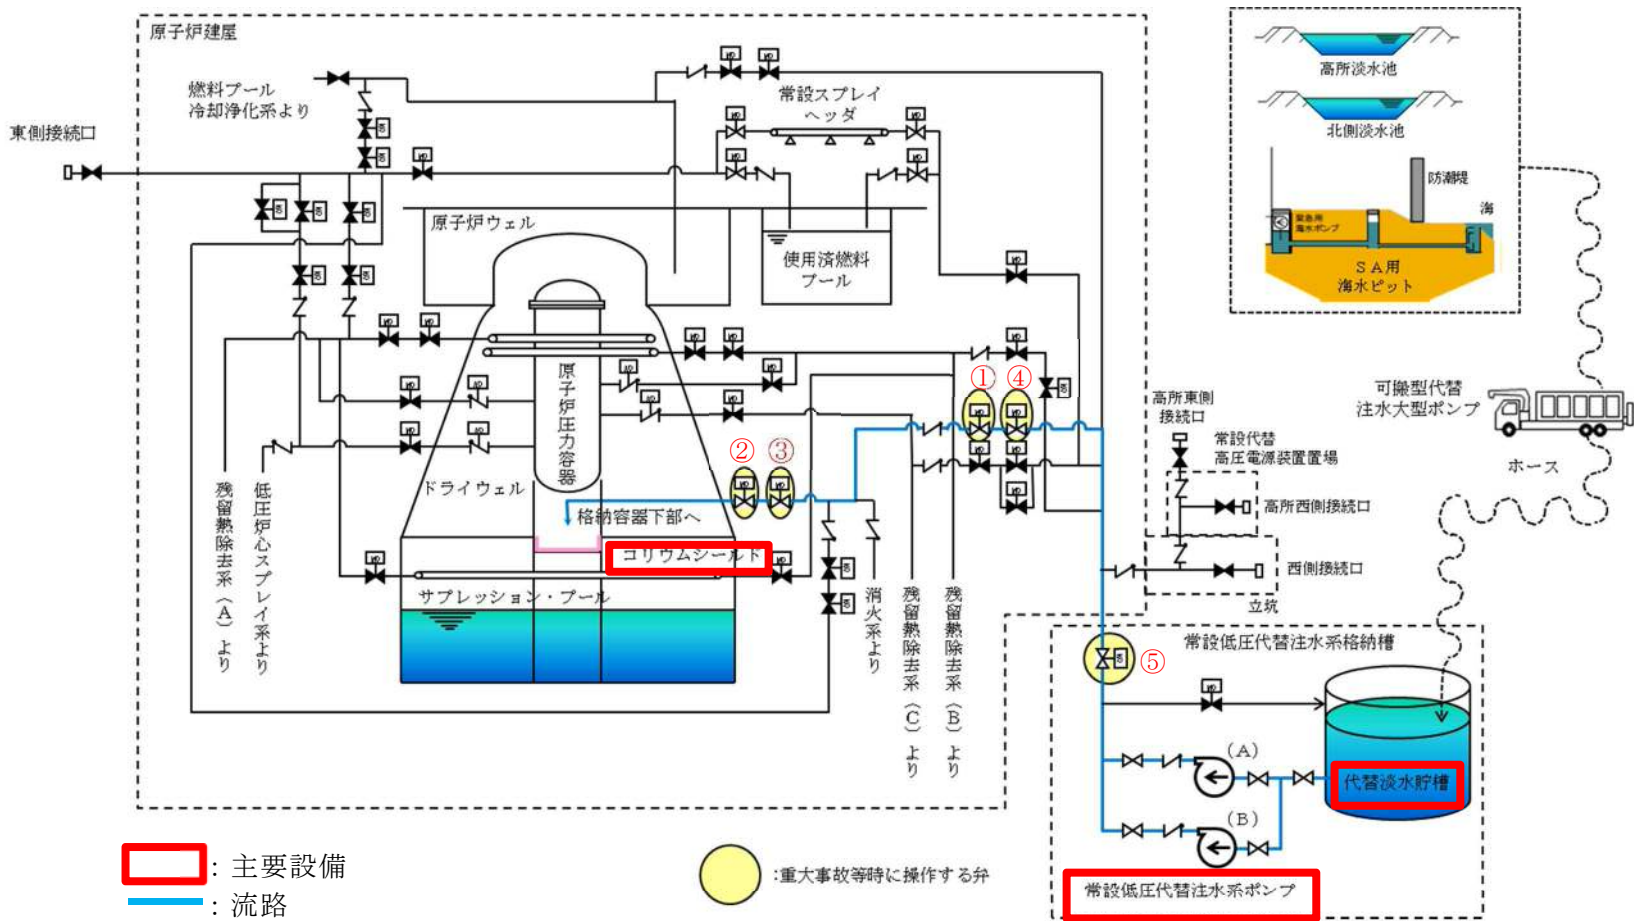 原子炉建屋
燃料プール
冷却浄化系より
東側接続口
常設スプレイ
ヘッダ
原子炉ウェル
使用済燃料
プール
高所淡水池
北側淡水池
防潮堤
海
緊急用
海水ポンプ
ＳＡ用
海水ピット
原子炉圧力容器
①
④
②
③
ドライウェル
格納容器下部へ
コリウムシールド
サプレッション・プール
残留熱除去系(A)より
低圧炉心スプレイ系より
消火系より
残留熱除去系(C)より
残留熱除去系(B)より
高所東側
接続口
常設代替
高圧電源装置置場
高所西側接続口
西側接続口
立坑
可搬型代替
注水大型ポンプ
ホース
常設低圧代替注水系格納槽
⑤
(A)
(B)
代替淡水貯槽
常設低圧代替注水系ポンプ
：主要設備
：流路
:重大事故等時に操作する弁